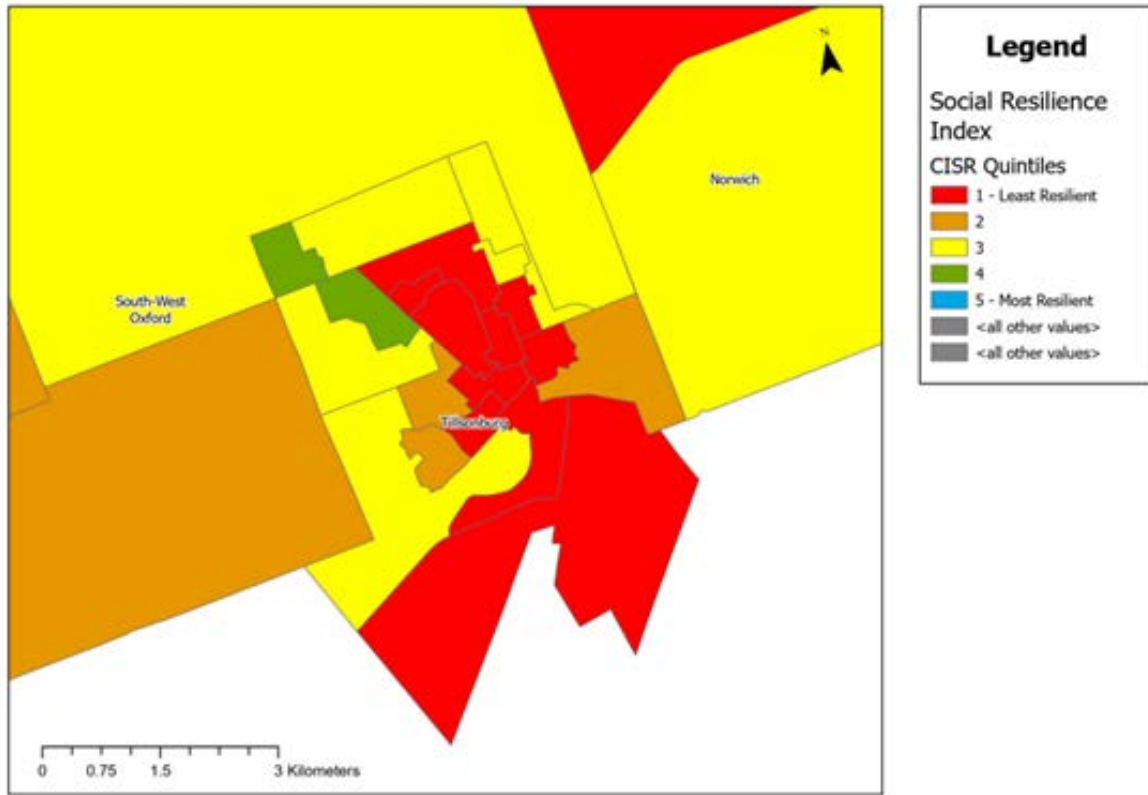 N
Norwich
South-West
Oxford
Tillsonburg
0 0.75 1.5 3 Kilometers
Legend
Social Resilience
Index
CISR Quintiles
1 - Least Resilient
2
3
4
5 - Most Resilient
<all other values>
<all other values>